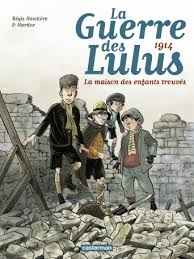 Régis Hautière
& Hardoc
La
Guerre
des
Lulus
1914
La maison des enfants trouvés
casterman